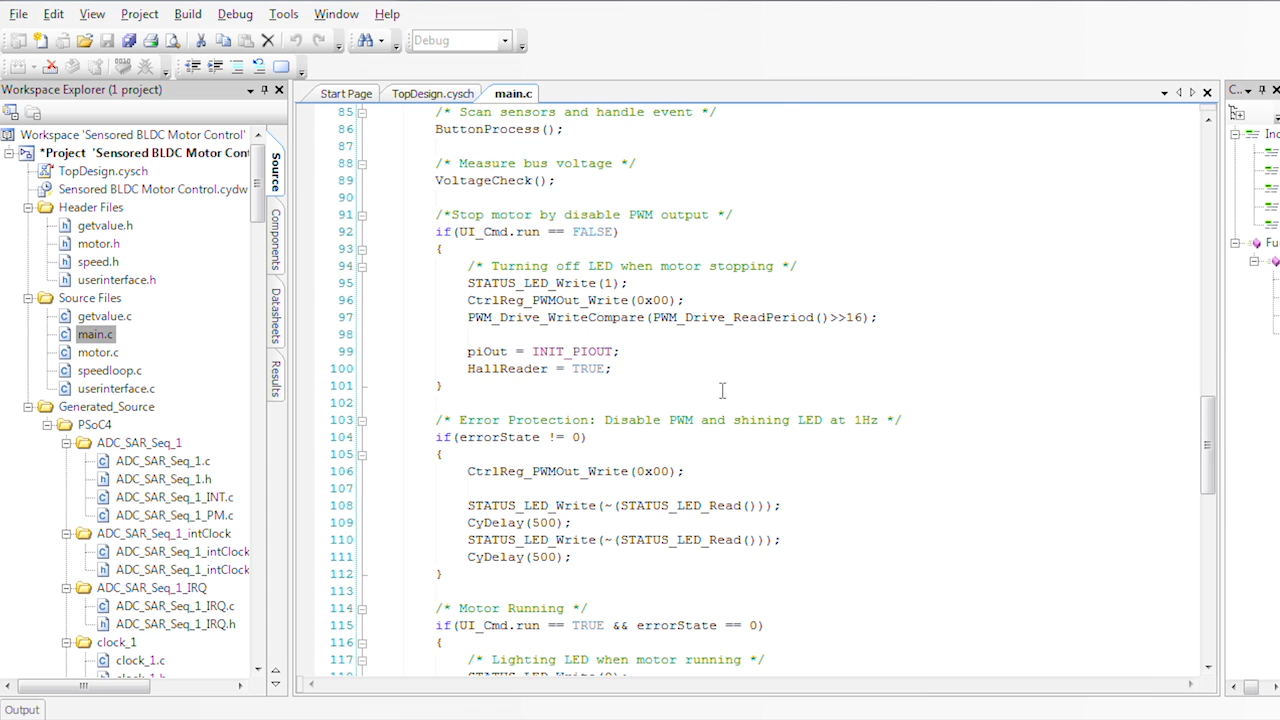 File Edit View Project Build Debug Tools Window Help
Debug
Workspace Explorer (1 project)
Workspace 'Sensored BLDC Motor Control'
*Project 'Sensored BLDC Motor Con
TopDesign.cysch
Sensored BLDC Motor Control.cydw
Header Files
getvalue.h
motor.h
speed.h
userinterface.h
Source Files
getvalue.c
main.c
motor.c
speedloop.c
userinterface.c
Generated_Source
PSoC4
ADC_SAR_Seq_1
ADC_SAR_Seq_1.c
ADC_SAR_Seq_1.h
ADC_SAR_Seq_1_INT.c
ADC_SAR_Seq_1_PM.c
ADC_SAR_Seq_1_intClock
ADC_SAR_Seq_1_intClock
ADC_SAR_Seq_1_intClock
ADC_SAR_Seq_1_IRQ
ADC_SAR_Seq_1_IRQ.c
ADC_SAR_Seq_1_IRQ.h
clock_1
clock_1.c
Source
Components
Datasheets
Results
Start Page TopDesign.cysch main.c
85 /* Scan sensors and handle event */
86 ButtonProcess();
87
88 /* Measure bus voltage */
89 VoltageCheck();
90
91 /*Stop motor by disable PWM output */
92 if(UI_Cmd.run == FALSE)
93 {
94 /* Turning off LED when motor stopping */
95 STATUS_LED_Write(1);
96 CtrlReg_PWMOut_Write(0x00);
97 PWM_Drive_WriteCompare(PWM_Drive_ReadPeriod()>>16);
98
99 piOut = INIT_PIOUT;
100 HallReader = TRUE;
101 }
102
103 /* Error Protection: Disable PWM and shining LED at 1Hz */
104 if(errorState != 0)
105 {
106 CtrlReg_PWMOut_Write(0x00);
107
108 STATUS_LED_Write(~(STATUS_LED_Read()));
109 CyDelay(500);
110 STATUS_LED_Write(~(STATUS_LED_Read()));
111 CyDelay(500);
112 }
113
114 /* Motor Running */
115 if(UI_Cmd.run == TRUE && errorState == 0)
116 {
117 /* Lighting LED when motor running */
C..
Inc
Fu
Output